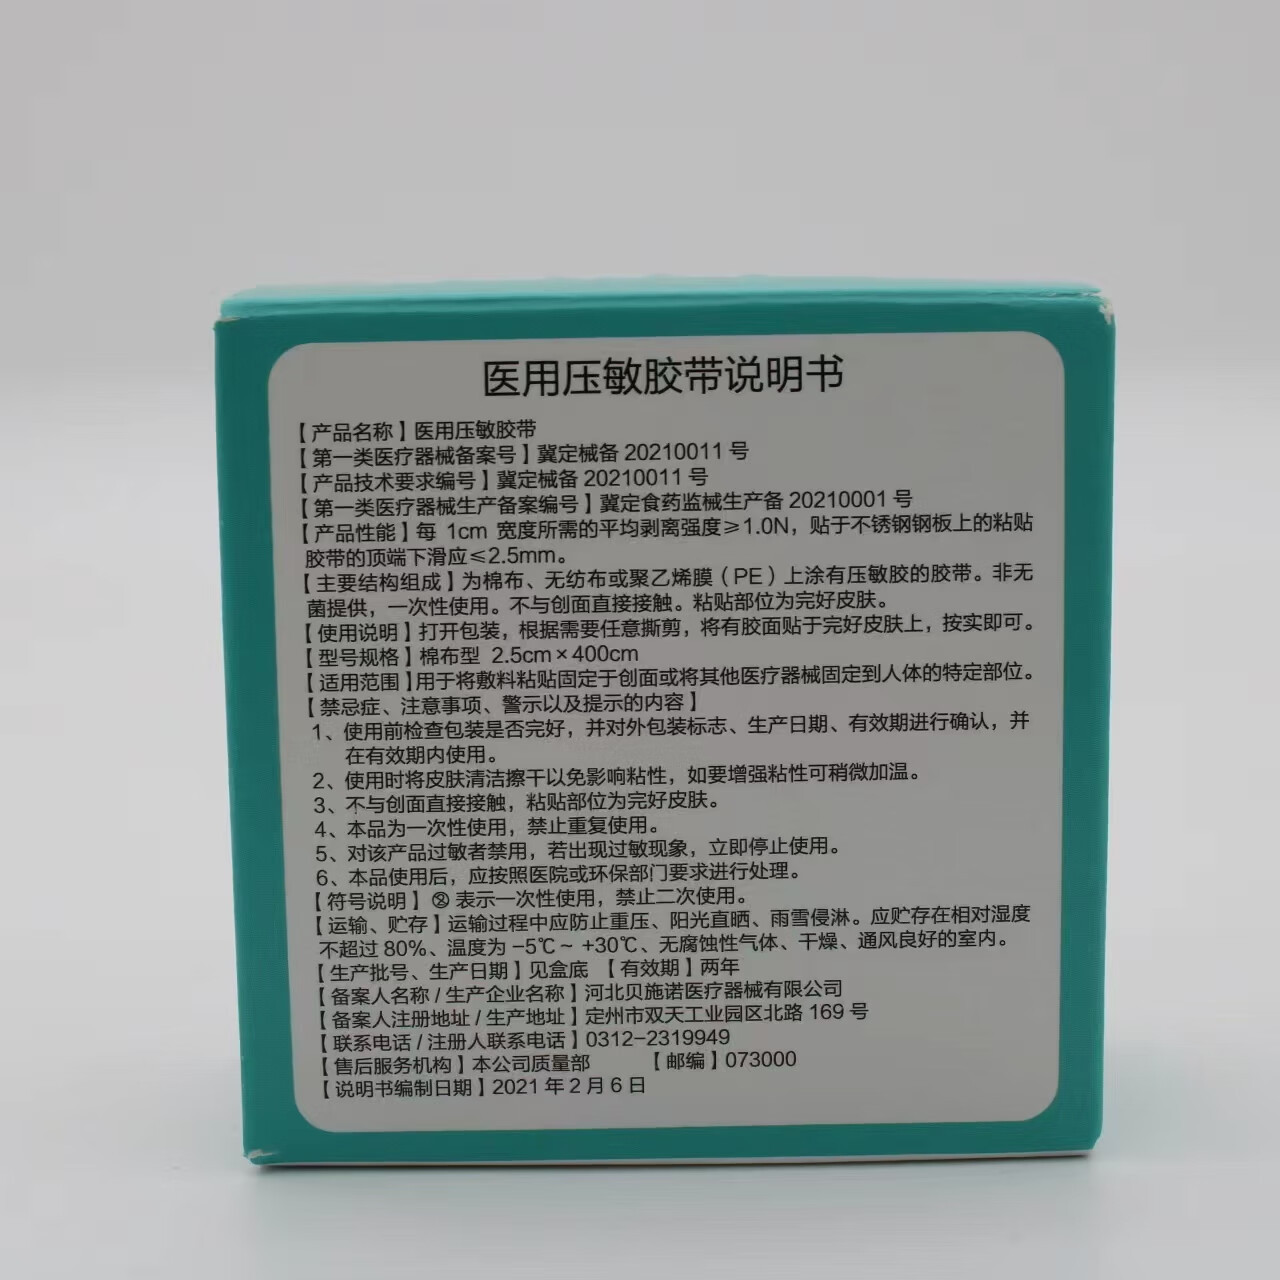 医用压敏胶带说明书
【产品名称】医用压敏胶带
【第一类医疗器械备案号】冀定械备 20210011 号
【产品技术要求编号】冀定械备 20210011 号
【第一类医疗器械生产备案编号】冀定食药监械生产备 20210001 号
【产品性能】每 1cm 宽度所需的平均剥离强度≥1.0N，贴于不锈钢钢板上的粘贴
胶带的顶端下滑应≤2.5mm。
【主要结构组成】为棉布、无纺布或聚乙烯膜（PE）上涂有压敏胶的胶带。非无
菌提供，一次性使用。不与创面直接接触。粘贴部位为完好皮肤。
【使用说明】打开包装，根据需要任意撕剪，将有胶面贴于完好皮肤上，按实即可。
【型号规格】棉布型 2.5cm×400cm
【适用范围】用于将敷料粘贴固定于创面或将其他医疗器械固定到人体的特定部位。
【禁忌症、注意事项、警示以及提示的内容】
1、使用前检查包装是否完好，并对外包装标志、生产日期、有效期进行确认，并
在有效期内使用。
2、使用时将皮肤清洁擦干以免影响粘性，如要增强粘性可稍微加温。
3、不与创面直接接触，粘贴部位为完好皮肤。
4、本品为一次性使用，禁止重复使用。
5、对该产品过敏者禁用，若出现过敏现象，立即停止使用。
6、本品使用后，应按照医院或环保部门要求进行处理。
【符号说明】② 表示一次性使用，禁止二次使用。
【运输、贮存】运输过程中应防止重压、阳光直晒、雨雪侵淋。应贮存在相对湿度
不超过 80%、温度为 −5℃～ +30℃、无腐蚀性气体、干燥、通风良好的室内。
【生产批号、生产日期】见盒底 【有效期】两年
【备案人名称 / 生产企业名称】河北贝施诺医疗器械有限公司
【备案人注册地址 / 生产地址】定州市双天工业园区北路 169 号
【联系电话 / 注册人联系电话】0312−2319949
【售后服务机构】本公司质量部 【邮编】073000
【说明书编制日期】2021 年 2 月 6 日